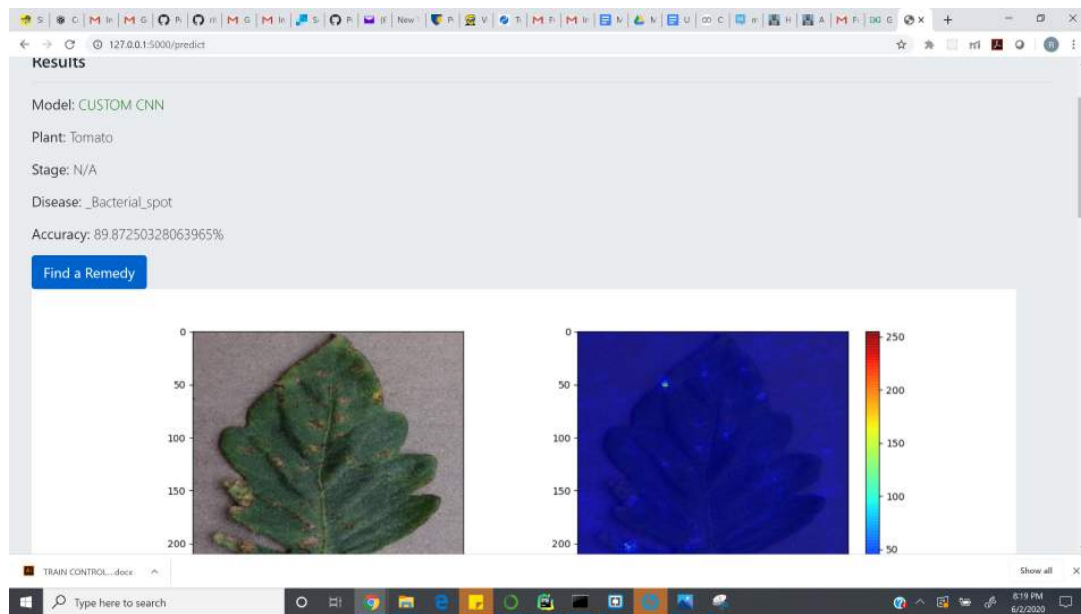 127.0.0.1:5000/predict
Results
Model: CUSTOM CNN
Plant: Tomato
Stage: N/A
Disease: _Bacterial_spot
Accuracy: 89.87250328063965%
Find a Remedy
0
50
100
150
200
0
50
100
150
200
250
200
150
100
50
TRAIN CONTROL....docx
Show all
Type here to search
8:19 PM
6/2/2020